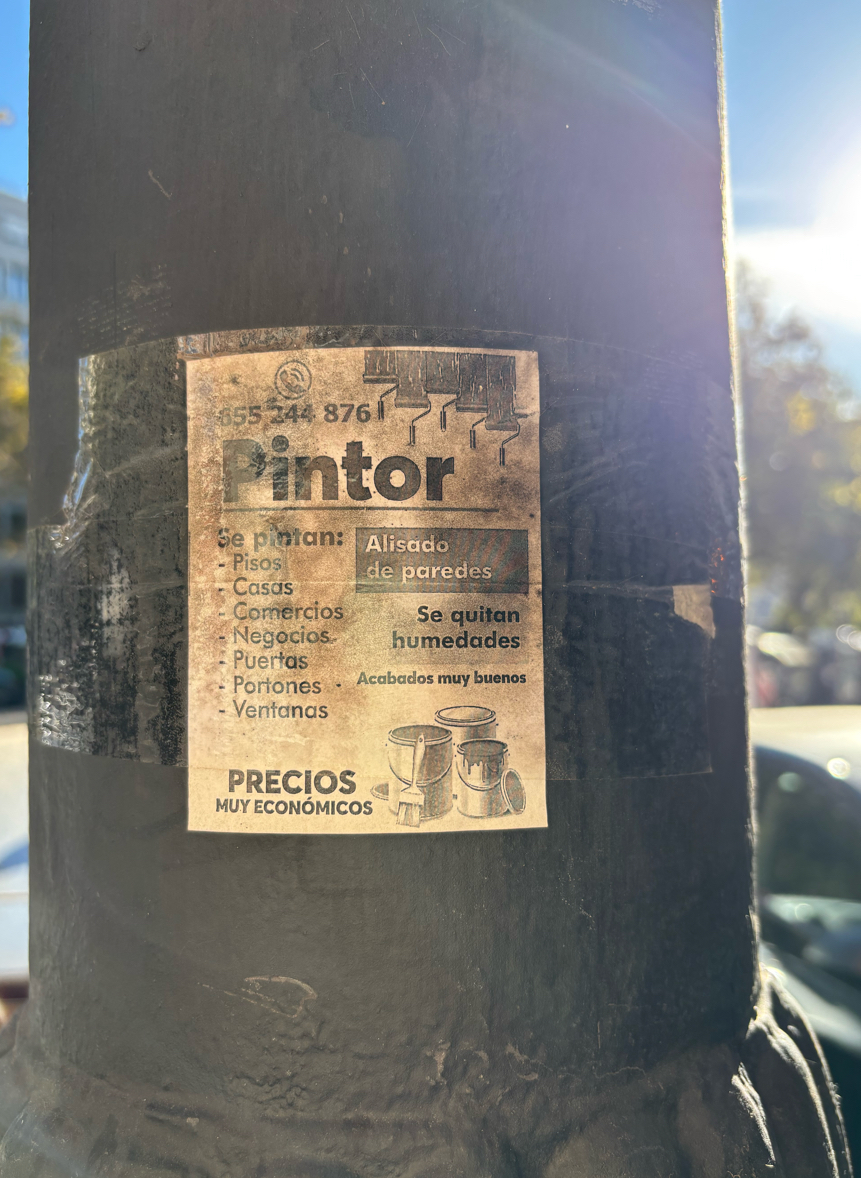 655 244 876
Pintor
Se pintan:
- Pisos
- Casas
- Comercios
- Negocios
- Puertas
- Portones
- Ventanas
Alisado
de paredes
Se quitan
humedades
Acabados muy buenos
PRECIOS
MUY ECONÓMICOS